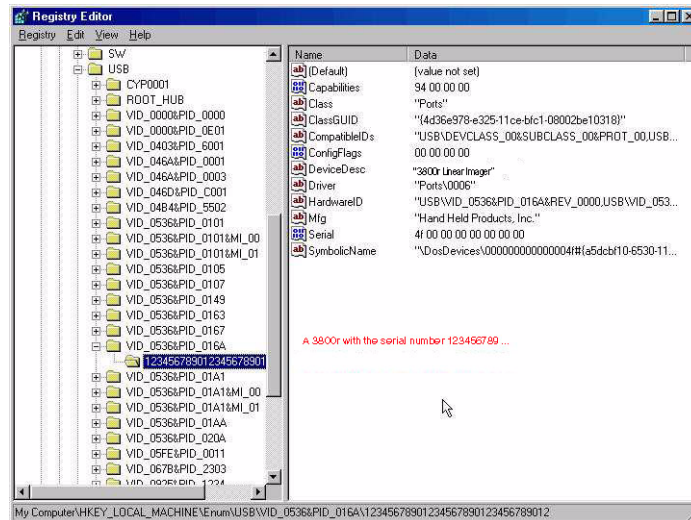 Registry Editor
Registry Edit View Help
SW
USB
CYP0001
ROOT_HUB
VID_0000&PID_0000
VID_0000&PID_0E01
VID_0403&PID_6001
VID_046A&PID_0001
VID_046A&PID_0003
VID_046D&PID_C001
VID_04B4&PID_5502
VID_0536&PID_0101
VID_0536&PID_0101&MI_00
VID_0536&PID_0101&MI_01
VID_0536&PID_0105
VID_0536&PID_0107
VID_0536&PID_0149
VID_0536&PID_0163
VID_0536&PID_0167
VID_0536&PID_016A
123456789012345678901
VID_0536&PID_01A1
VID_0536&PID_01A1&MI_00
VID_0536&PID_01A1&MI_01
VID_0536&PID_01AA
VID_0536&PID_020A
VID_05FE&PID_0011
VID_067B&PID_2303
VID_0925&PID_1234
Name Data
(Default) (value not set)
Capabilities 94 00 00 00
Class "Ports"
ClassGUID "{4d36e978-e325-11ce-bfc1-08002be10318}"
CompatibleIDs "USB\DEVCLASS_00&SUBCLASS_00&PROT_00,USB...
ConfigFlags 00 00 00 00
DeviceDesc "3800r Linear Imager"
Driver "Ports\0006"
HardwareID "USB\VID_0536&PID_016A&REV_0000,USB\VID_053...
Mfg "Hand Held Products, Inc."
Serial 4f 00 00 00 00 00 00 00
SymbolicName "\DosDevices\000000000000004f#{a5dcbf10-6530-11...
A 3800r with the serial number 123456789 ...
My Computer\HKEY_LOCAL_MACHINE\Enum\USB\VID_0536&PID_016A\12345678901234567890123456789012